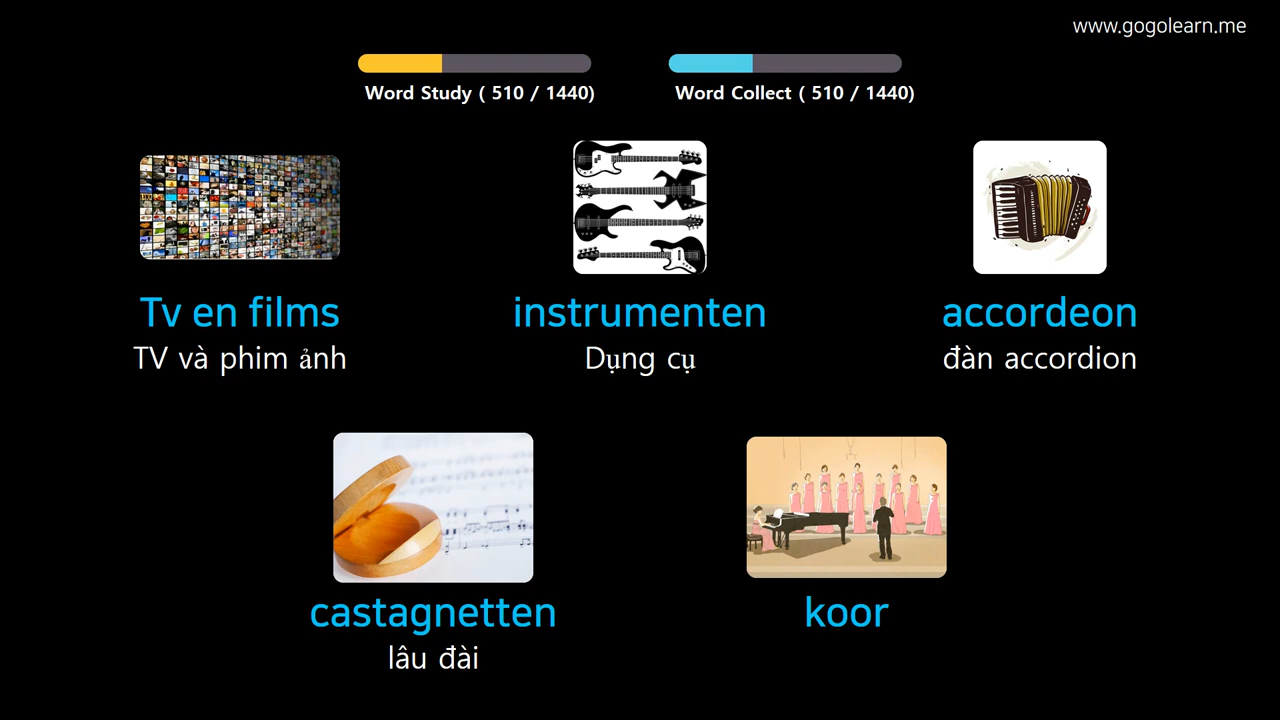 www.gogolearn.me
Word Study ( 510 / 1440)
Word Collect ( 510 / 1440)
Tv en films
TV và phim ảnh
instrumenten
Dụng cụ
accordeon
đàn accordion
castagnetten
lâu đài
koor